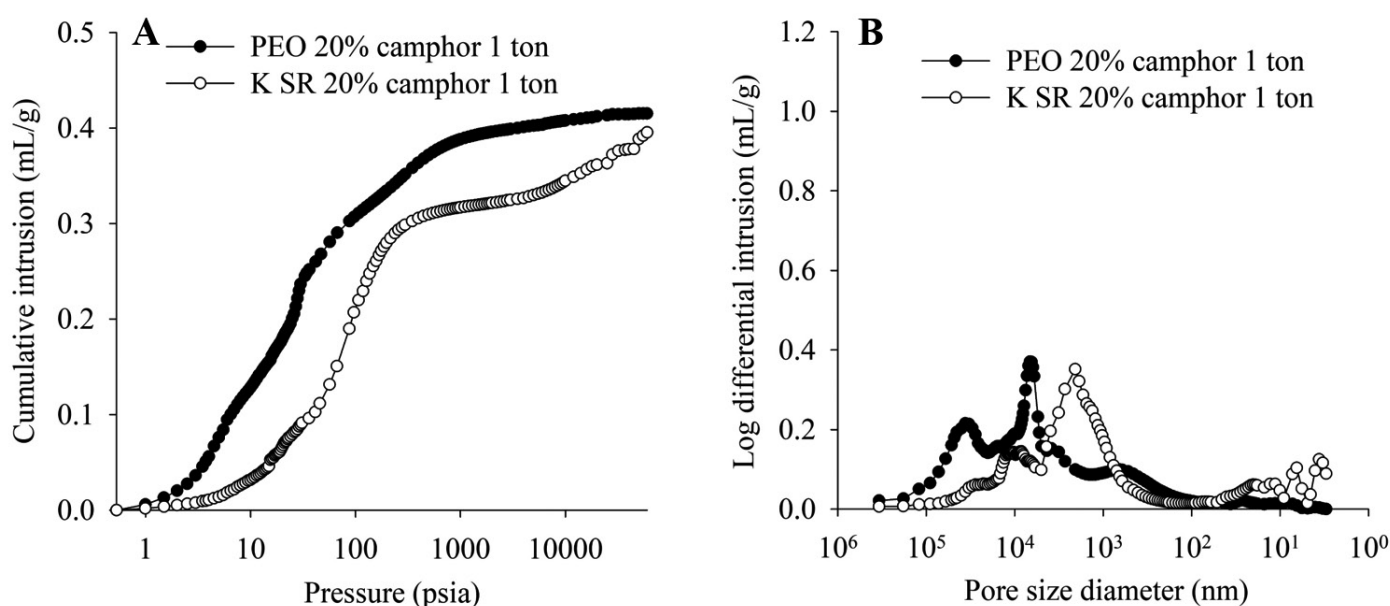 A
PEO 20% camphor 1 ton
K SR 20% camphor 1 ton
Cumulative intrusion (mL/g)
0.5
0.4
0.3
0.2
0.1
0.0
1 10 100 1000 10000
Pressure (psia)
B
PEO 20% camphor 1 ton
K SR 20% camphor 1 ton
Log differential intrusion (mL/g)
1.2
1.0
0.8
0.6
0.4
0.2
0.0
10⁶ 10⁵ 10⁴ 10³ 10² 10¹ 10⁰
Pore size diameter (nm)